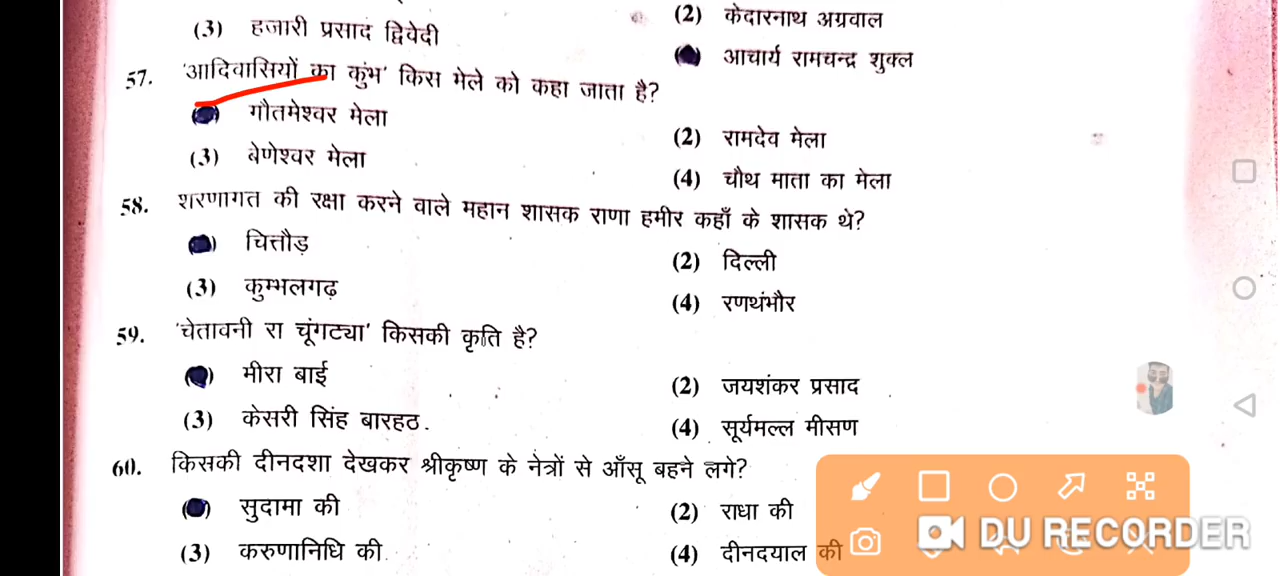 (2) केदारनाथ अग्रवाल
(3) हजारी प्रसाद द्विवेदी
आचार्य रामचन्द्र शुक्ल
57. 'आदिवासियों का कुंभ' किस मेले को कहा जाता है?
गौतमेश्वर मेला
(2) रामदेव मेला
(3) बेणेश्वर मेला
(4) चौथ माता का मेला
58. शरणागत की रक्षा करने वाले महान शासक राणा हमीर कहाँ के शासक थे?
चित्तौड़
(2) दिल्ली
(3) कुम्भलगढ़
(4) रणथंभौर
59. 'चेतावनी रा चूंगट्या' किसकी कृति है?
मीरा बाई
(2) जयशंकर प्रसाद
(3) केसरी सिंह बारहठ.
(4) सूर्यमल्ल मीसण
60. किसकी दीनदशा देखकर श्रीकृष्ण के नेत्रों से आँसू बहने लगे?
सुदामा की
(2) राधा की
(3) करुणानिधि की
(4) दीनदयाल की
DU RECORDER